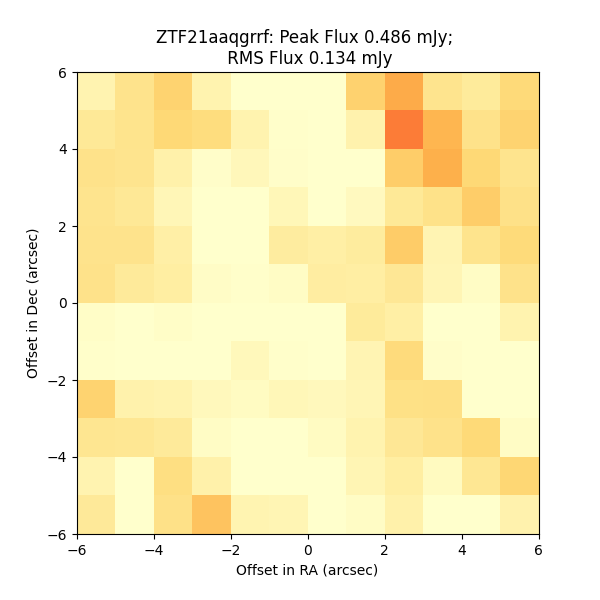 ZTF21aaqgrrf: Peak Flux 0.486 mJy;
RMS Flux 0.134 mJy
6
4
2
0
−2
−4
−6
Offset in Dec (arcsec)
−6 −4 −2 0 2 4 6
Offset in RA (arcsec)